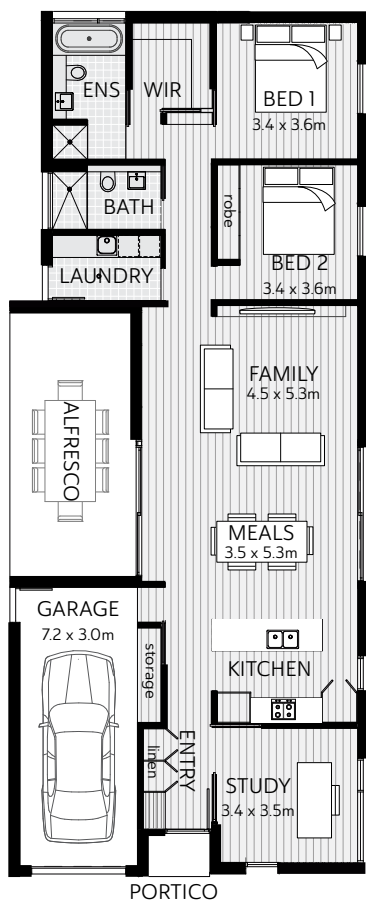 ENS
WIR
BED 1
3.4 x 3.6m
BATH
robe
BED 2
3.4 x 3.6m
LAUNDRY
FAMILY
4.5 x 5.3m
ALFRESCO
MEALS
3.5 x 5.3m
GARAGE
7.2 x 3.0m
storage
KITCHEN
linen
ENTRY
STUDY
3.4 x 3.5m
PORTICO